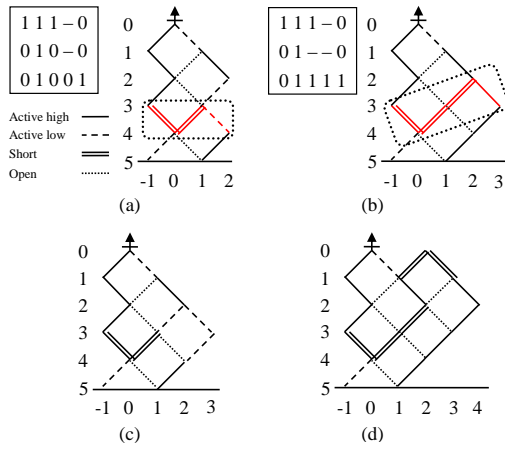 1 1 1 – 0
0 1 0 – 0
0 1 0 0 1
Active high
Active low
Short
Open
0
1
2
3
4
5
-1 0 1 2
(a)
1 1 1 – 0
0 1 – – 0
0 1 1 1 1
0
1
2
3
4
5
-1 0 1 2 3
(b)
0
1
2
3
4
5
-1 0 1 2 3
(c)
0
1
2
3
4
5
-1 0 1 2 3 4
(d)